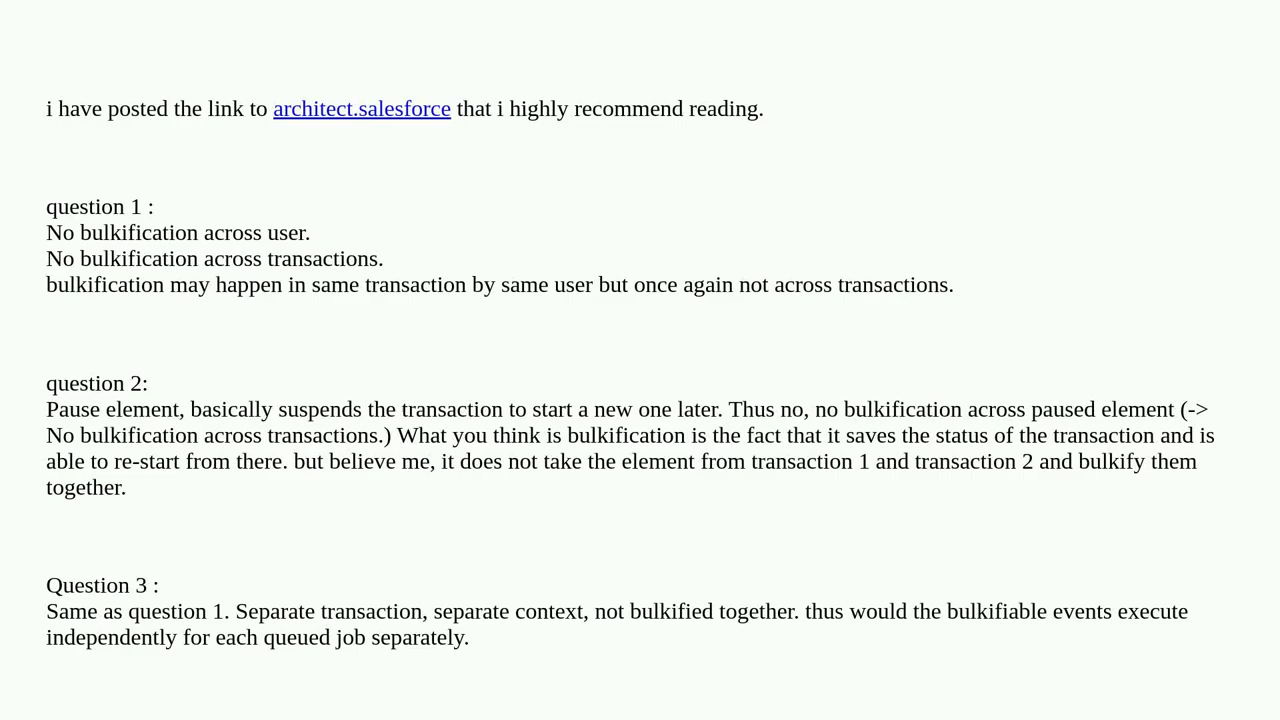 i have posted the link to architect.salesforce that i highly recommend reading.
question 1 :
No bulkification across user.
No bulkification across transactions.
bulkification may happen in same transaction by same user but once again not across transactions.
question 2:
Pause element, basically suspends the transaction to start a new one later. Thus no, no bulkification across paused element (->
No bulkification across transactions.) What you think is bulkification is the fact that it saves the status of the transaction and is
able to re-start from there. but believe me, it does not take the element from transaction 1 and transaction 2 and bulkify them
together.
Question 3 :
Same as question 1. Separate transaction, separate context, not bulkified together. thus would the bulkifiable events execute
independently for each queued job separately.